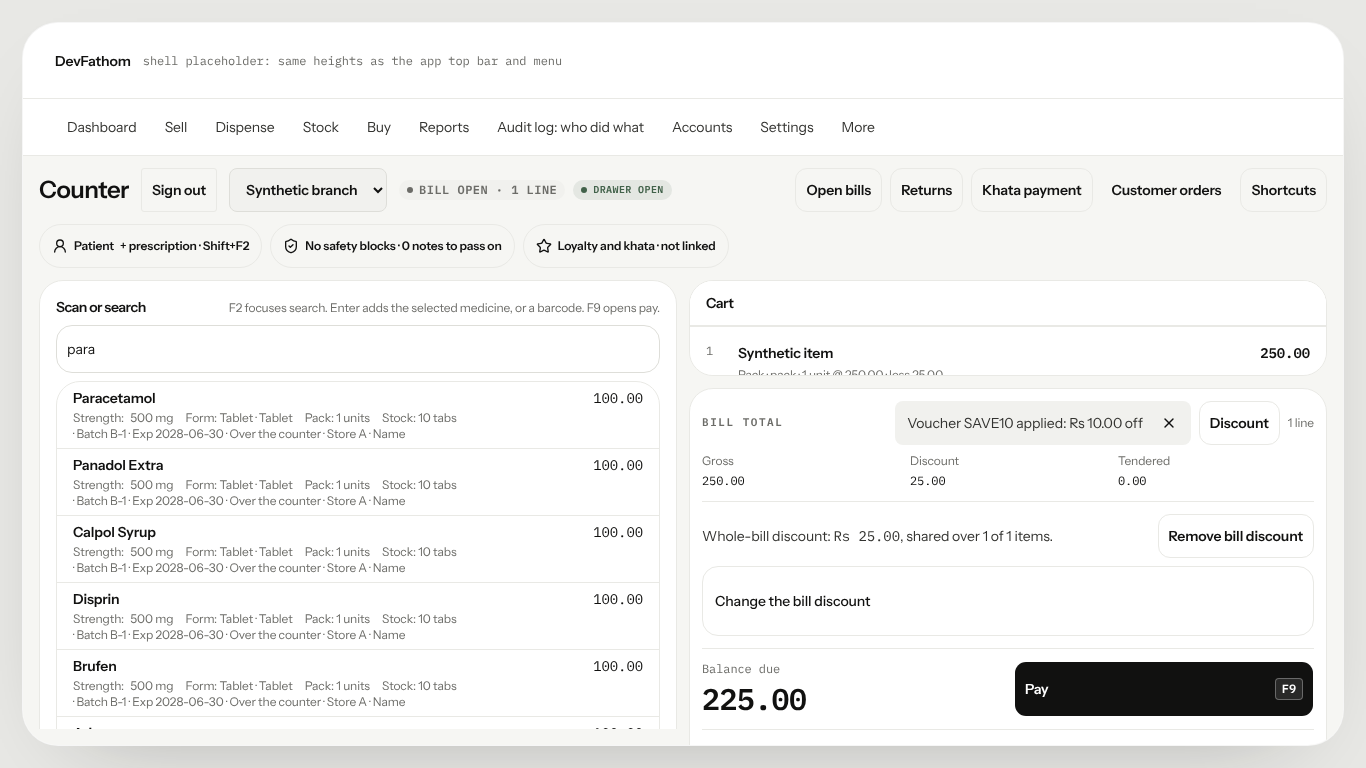 DevFathom shell placeholder: same heights as the app top bar and menu
Dashboard Sell Dispense Stock Buy Reports Audit log: who did what Accounts Settings More
Counter Sign out Synthetic branch BILL OPEN · 1 LINE DRAWER OPEN Open bills Returns Khata payment Customer orders Shortcuts
Patient + prescription · Shift+F2 No safety blocks · 0 notes to pass on Loyalty and khata · not linked
Scan or search F2 focuses search. Enter adds the selected medicine, or a barcode. F9 opens pay.
para
Paracetamol 100.00
Strength: 500 mg Form: Tablet · Tablet Pack: 1 units Stock: 10 tabs
· Batch B-1 · Exp 2028-06-30 · Over the counter · Store A · Name
Panadol Extra 100.00
Strength: 500 mg Form: Tablet · Tablet Pack: 1 units Stock: 10 tabs
· Batch B-1 · Exp 2028-06-30 · Over the counter · Store A · Name
Calpol Syrup 100.00
Strength: 500 mg Form: Tablet · Tablet Pack: 1 units Stock: 10 tabs
· Batch B-1 · Exp 2028-06-30 · Over the counter · Store A · Name
Disprin 100.00
Strength: 500 mg Form: Tablet · Tablet Pack: 1 units Stock: 10 tabs
· Batch B-1 · Exp 2028-06-30 · Over the counter · Store A · Name
Brufen 100.00
Strength: 500 mg Form: Tablet · Tablet Pack: 1 units Stock: 10 tabs
· Batch B-1 · Exp 2028-06-30 · Over the counter · Store A · Name
Cart
1 Synthetic item 250.00
Pack · pack · 1 unit @ 250.00 · less 25.00
BILL TOTAL Voucher SAVE10 applied: Rs 10.00 off Discount 1 line
Gross Discount Tendered
250.00 25.00 0.00
Whole-bill discount: Rs 25.00, shared over 1 of 1 items. Remove bill discount
Change the bill discount
Balance due
225.00 Pay F9